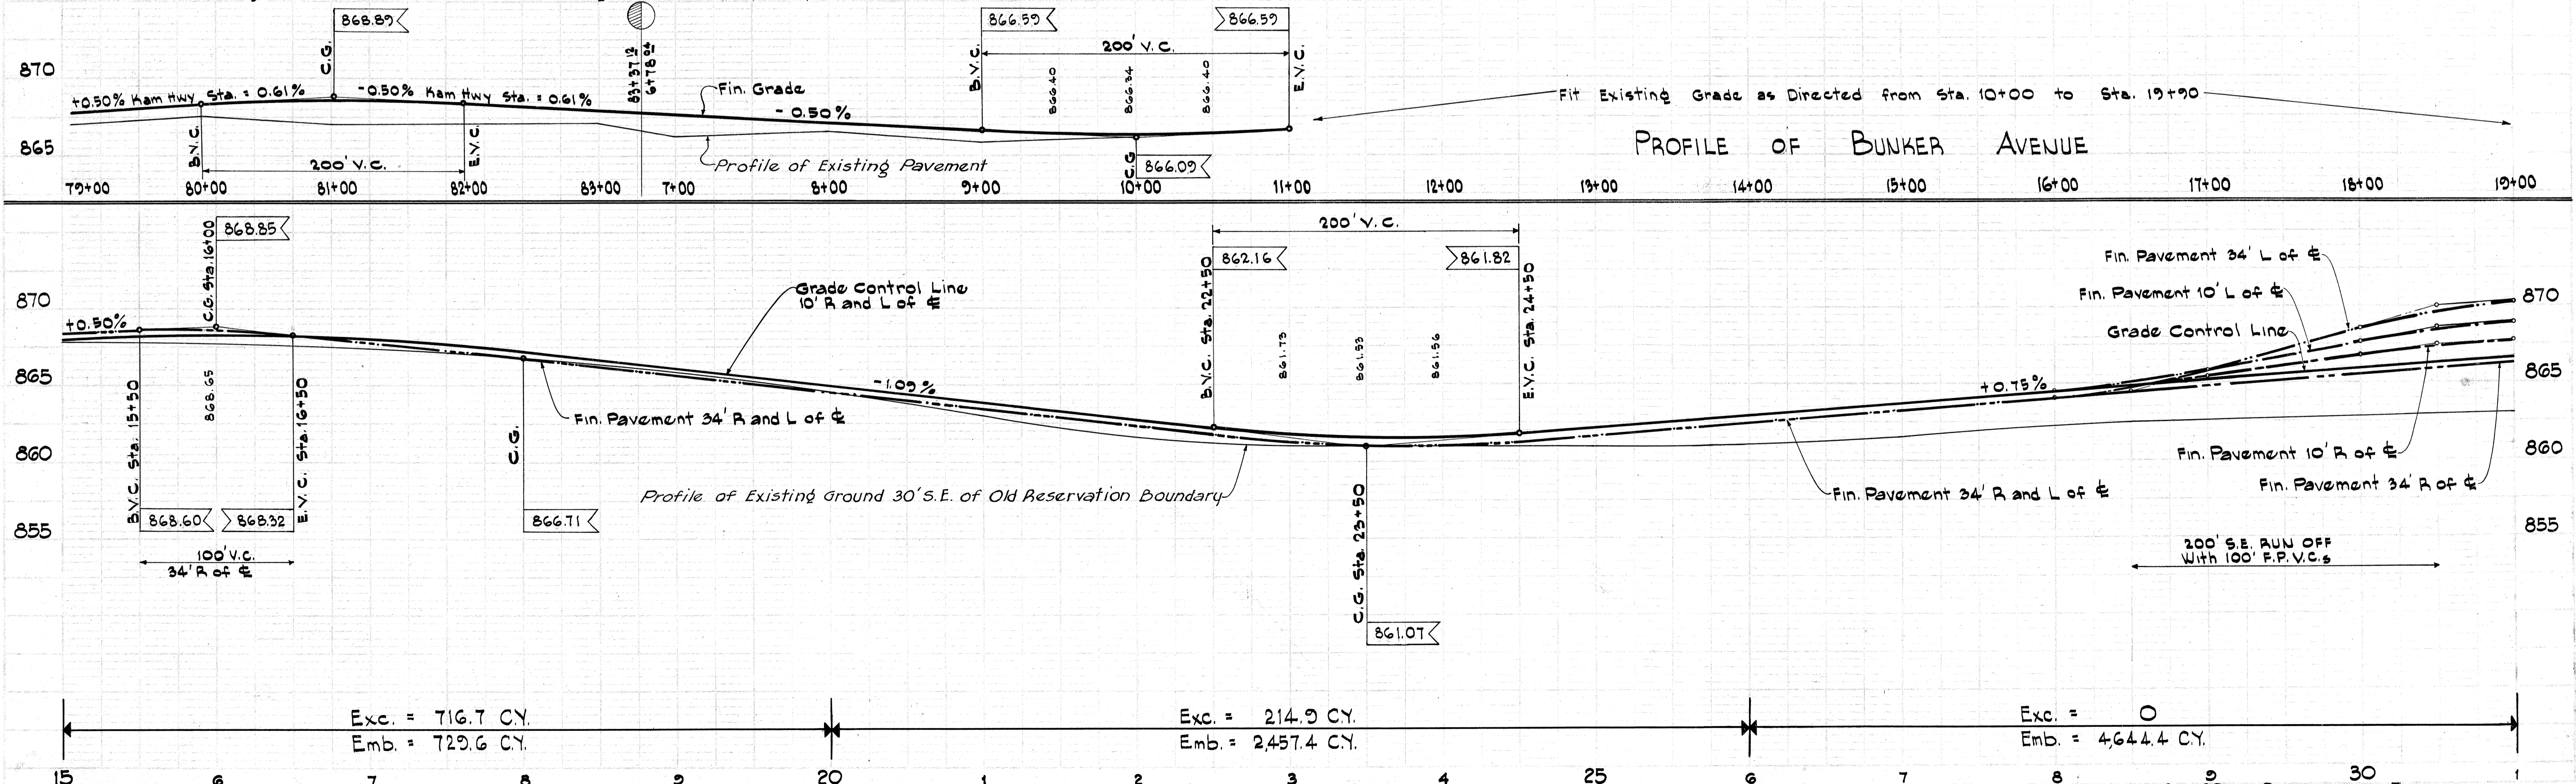 868.89
866.59
866.59
C.G.
83+37.12
6+78.04
B.V.C.
200' V.C.
E.V.C.
866.40
866.34
866.40
870
+0.50% Kam Hwy Sta. = 0.61%
-0.50% Kam Hwy Sta. = 0.61%
Fin. Grade
-0.50%
Fit Existing Grade as Directed from Sta. 10+00 to Sta. 19+90
PROFILE OF BUNKER AVENUE
865
B.V.C.
200' V.C.
E.V.C.
Profile of Existing Pavement
C.G
866.09
79+00 80+00 81+00 82+00 83+00 7+00 8+00 9+00 10+00 11+00 12+00 13+00 14+00 15+00 16+00 17+00 18+00 19+00
C.G. Sta. 16+00
868.85
200' V.C.
862.16
861.82
B.V.C. Sta. 22+50
E.V.C. Sta. 24+50
861.73
861.53
861.56
Fin. Pavement 34' L of ℄
Fin. Pavement 10' L of ℄
Grade Control Line
870
870
Grade Control Line
10' R and L of ℄
+0.50%
865
865
868.65
-1.09%
+0.75%
B.V.C. Sta. 15+50
E.V.C. Sta. 16+50
Fin. Pavement 34' R and L of ℄
C.G.
860
860
Fin. Pavement 10' R of ℄
Fin. Pavement 34' R of ℄
Profile of Existing Ground 30' S.E. of Old Reservation Boundary
Fin. Pavement 34' R and L of ℄
C.G. Sta. 23+50
868.60
868.32
866.71
855
855
100' V.C.
34' R of ℄
200' S.E. RUN OFF
With 100' F.P.V.C.s
861.07
Exc. = 716.7 C.Y.
Emb. = 729.6 C.Y.
Exc. = 214.9 C.Y.
Emb. = 2,457.4 C.Y.
Exc. = 0
Emb. = 4,644.4 C.Y.
15 6 7 8 9 20 1 2 3 4 25 6 7 8 9 30 1